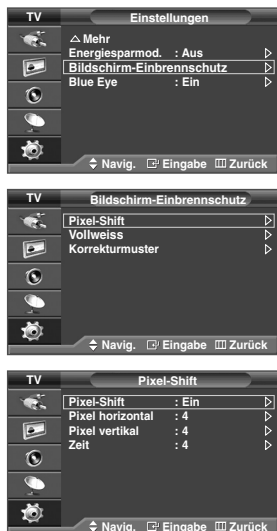 TV Einstellungen
△ Mehr
Energiesparmod. : Aus
Bildschirm-Einbrennschutz
Blue Eye : Ein
Navig. Eingabe Zurück
TV Bildschirm-Einbrennschutz
Pixel-Shift
Vollweiss
Korrekturmuster
Navig. Eingabe Zurück
TV Pixel-Shift
Pixel-Shift : Ein
Pixel horizontal : 4
Pixel vertikal : 4
Zeit : 4
Navig. Eingabe Zurück